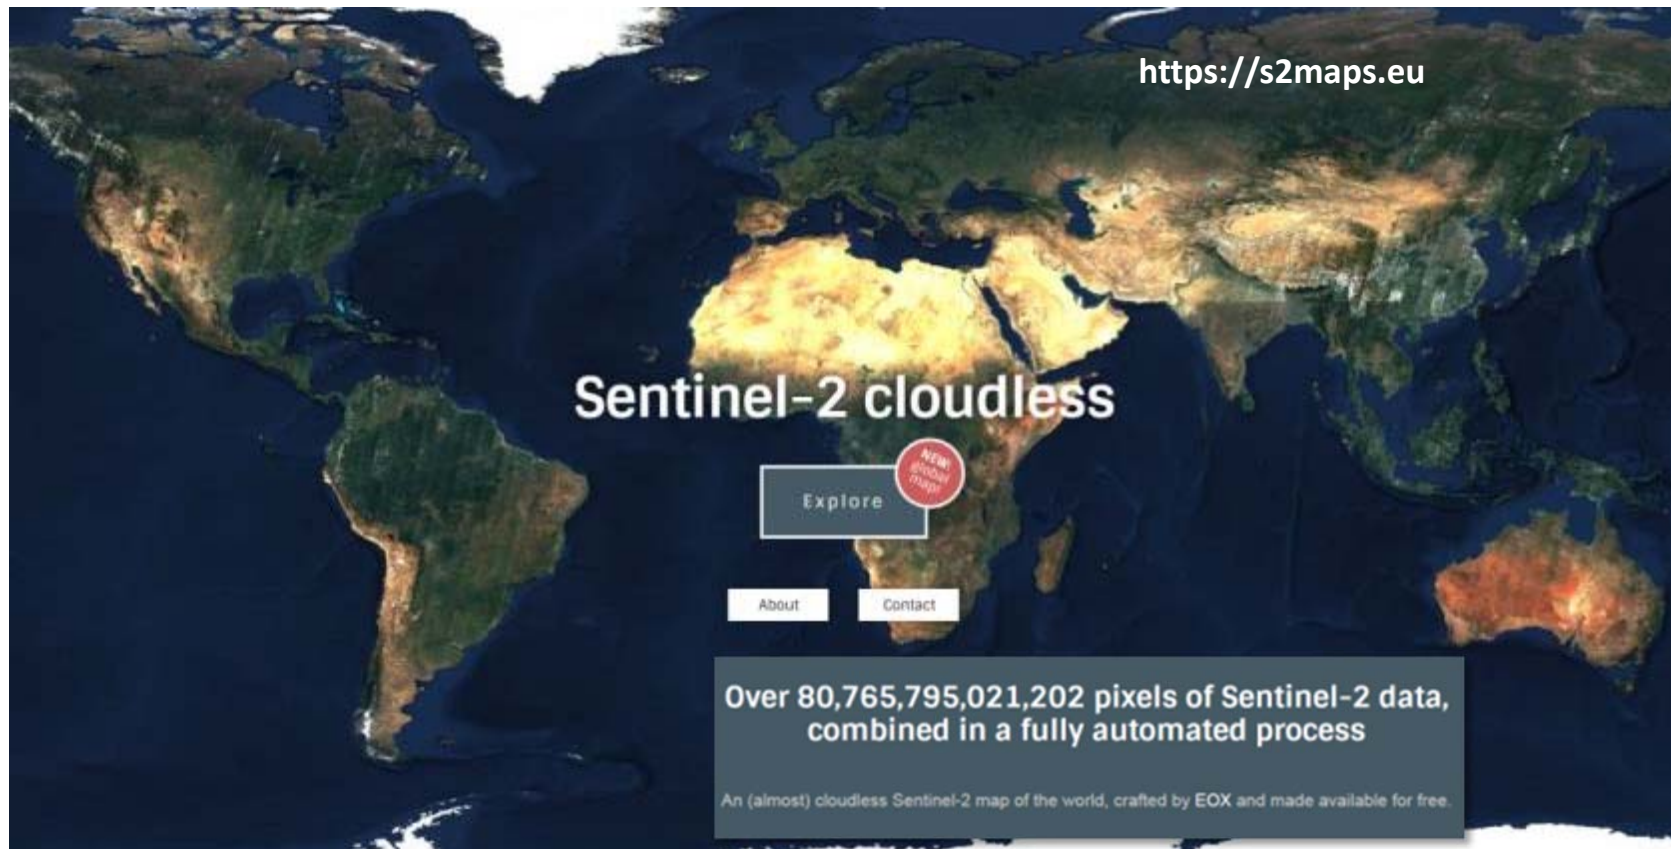 https://s2maps.eu
Sentinel-2 cloudless
NEW!
global
map!
Explore
About
Contact
Over 80,765,795,021,202 pixels of Sentinel-2 data,
combined in a fully automated process
An (almost) cloudless Sentinel-2 map of the world, crafted by EOX and made available for free.